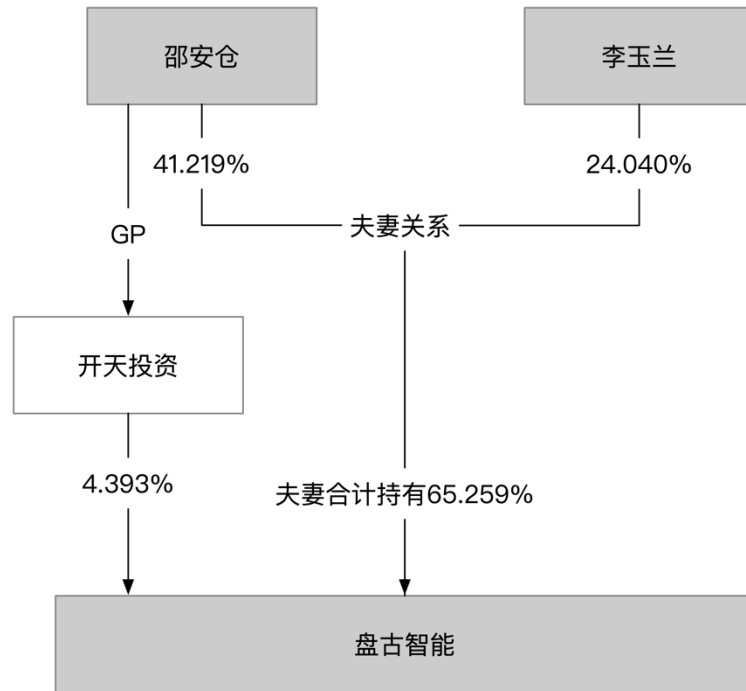 邵安仓
李玉兰
41.219%
24.040%
GP
夫妻关系
开天投资
4.393%
夫妻合计持有65.259%
盘古智能